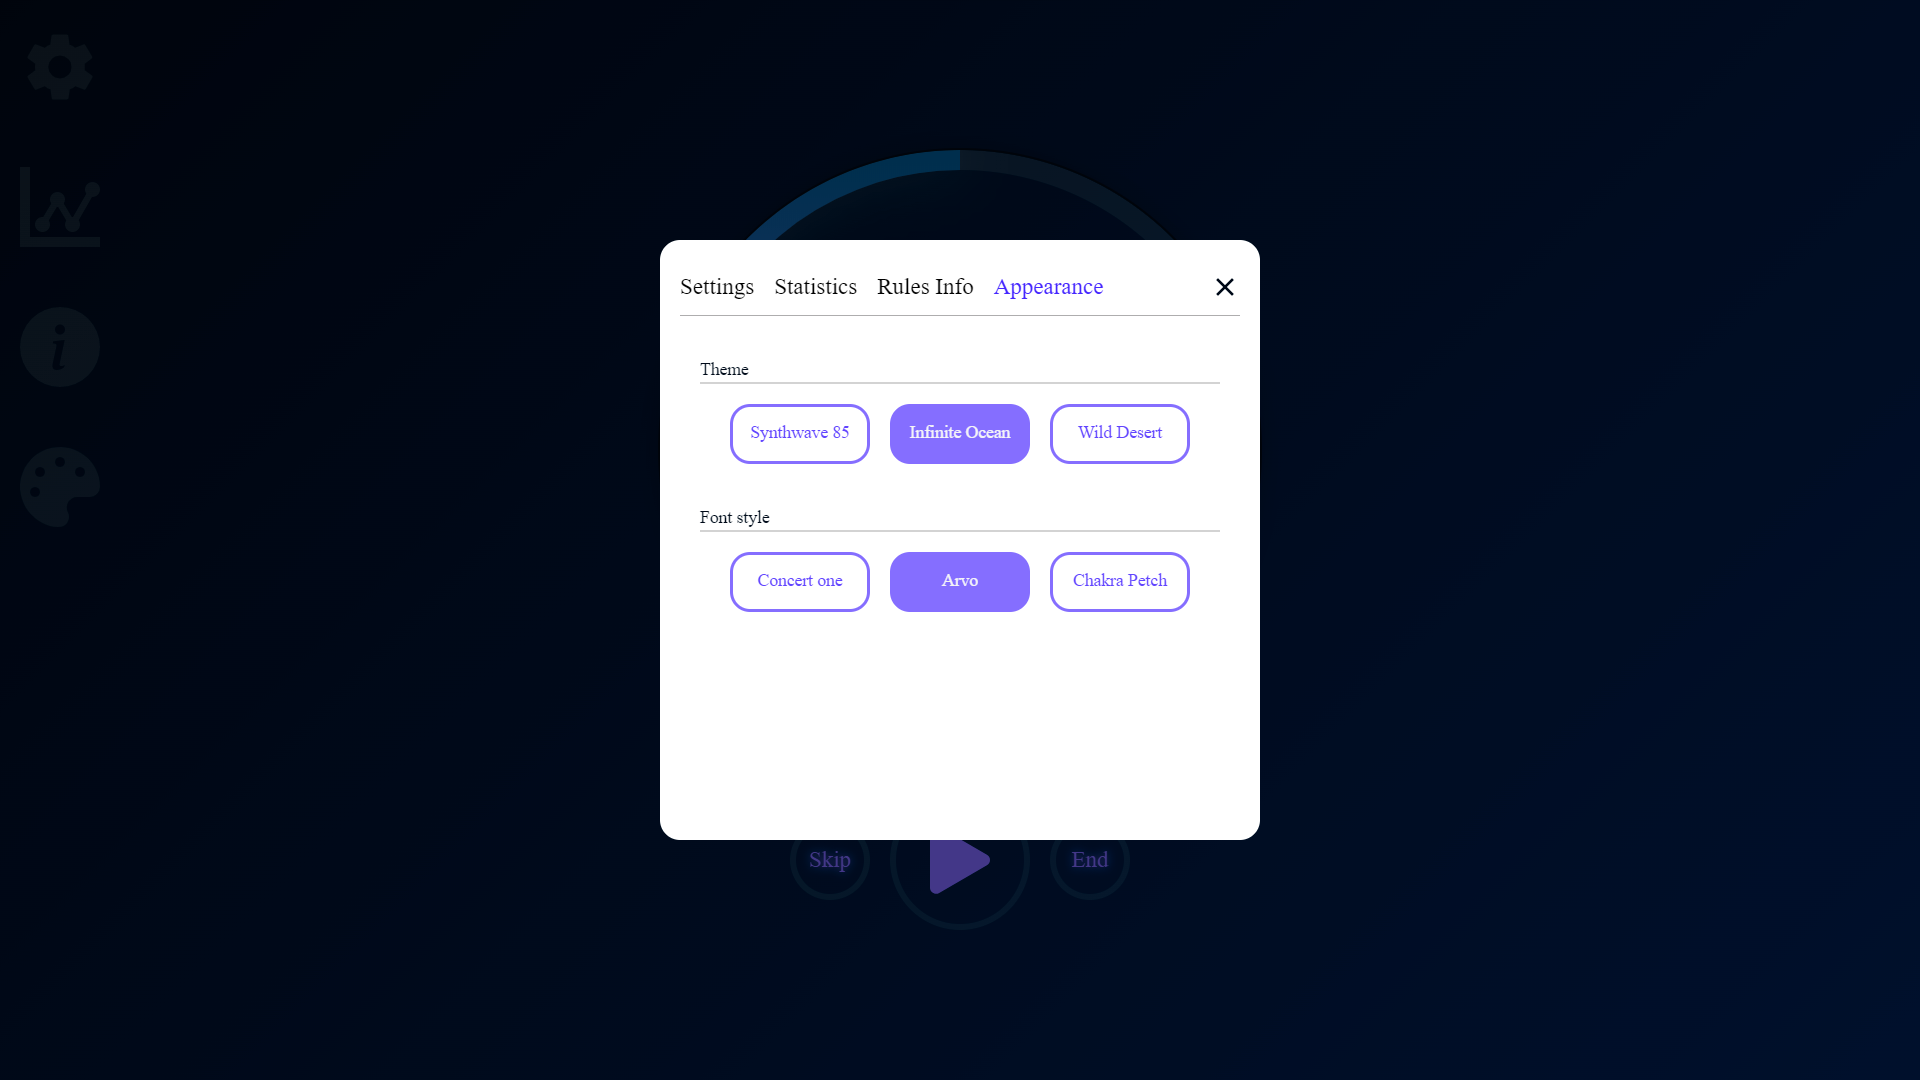 Settings Statistics Rules Info Appearance
Theme
Synthwave 85 Infinite Ocean Wild Desert
Font style
Concert one Arvo Chakra Petch
Skip End